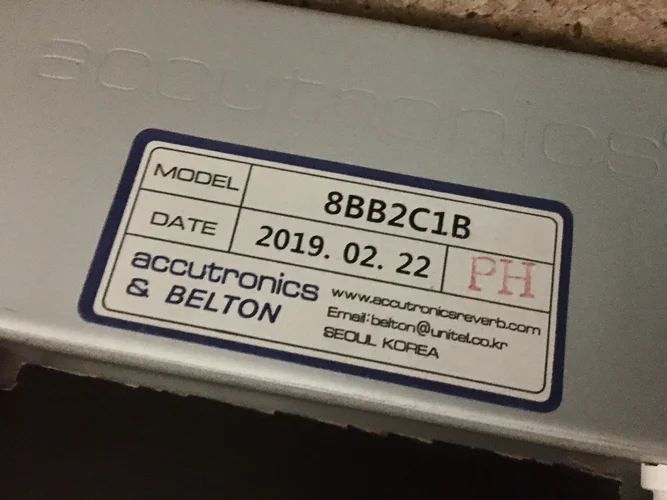 accutronics
MODEL 8BB2C1B
DATE 2019. 02. 22 PH
accutronics
& BELTON
www.accutronicsreverb.com
Email:belton@unitel.co.kr
SEOUL KOREA